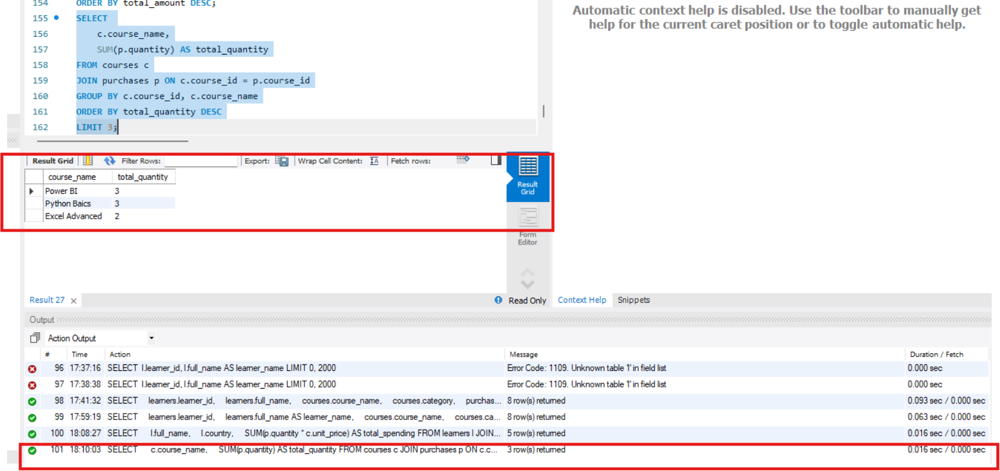 154 ORDER BY total_amount DESC;
155 SELECT
156 c.course_name,
157 SUM(p.quantity) AS total_quantity
158 FROM courses c
159 JOIN purchases p ON c.course_id = p.course_id
160 GROUP BY c.course_id, c.course_name
161 ORDER BY total_quantity DESC
162 LIMIT 3;
Automatic context help is disabled. Use the toolbar to manually get
help for the current caret position or to toggle automatic help.
Result Grid Filter Rows: Export: Wrap Cell Content: Fetch rows:
course_name total_quantity
Power BI 3
Python Baics 3
Excel Advanced 2
Result
Grid
Form
Editor
Result 27 Read Only Context Help Snippets
Output
Action Output
# Time Action Message Duration / Fetch
96 17:37:16 SELECT l.learner_id, l.full_name AS learner_name LIMIT 0, 2000 Error Code: 1109. Unknown table 'l' in field list 0.000 sec
97 17:38:38 SELECT l.learner_id, l.full_name AS learner_name LIMIT 0, 2000 Error Code: 1109. Unknown table 'l' in field list 0.000 sec
98 17:41:32 SELECT learners.learner_id, learners.full_name, courses.course_name, courses.category, purchas... 8 row(s) returned 0.093 sec / 0.000 sec
99 17:59:19 SELECT learners.learner_id, learners.full_name AS learner_name, courses.course_name, courses.ca... 8 row(s) returned 0.063 sec / 0.000 sec
100 18:08:27 SELECT l.full_name, l.country, SUM(p.quantity * c.unit_price) AS total_spending FROM learners l JOIN... 5 row(s) returned 0.016 sec / 0.000 sec
101 18:10:03 SELECT c.course_name, SUM(p.quantity) AS total_quantity FROM courses c JOIN purchases p ON c.c... 3 row(s) returned 0.016 sec / 0.000 sec